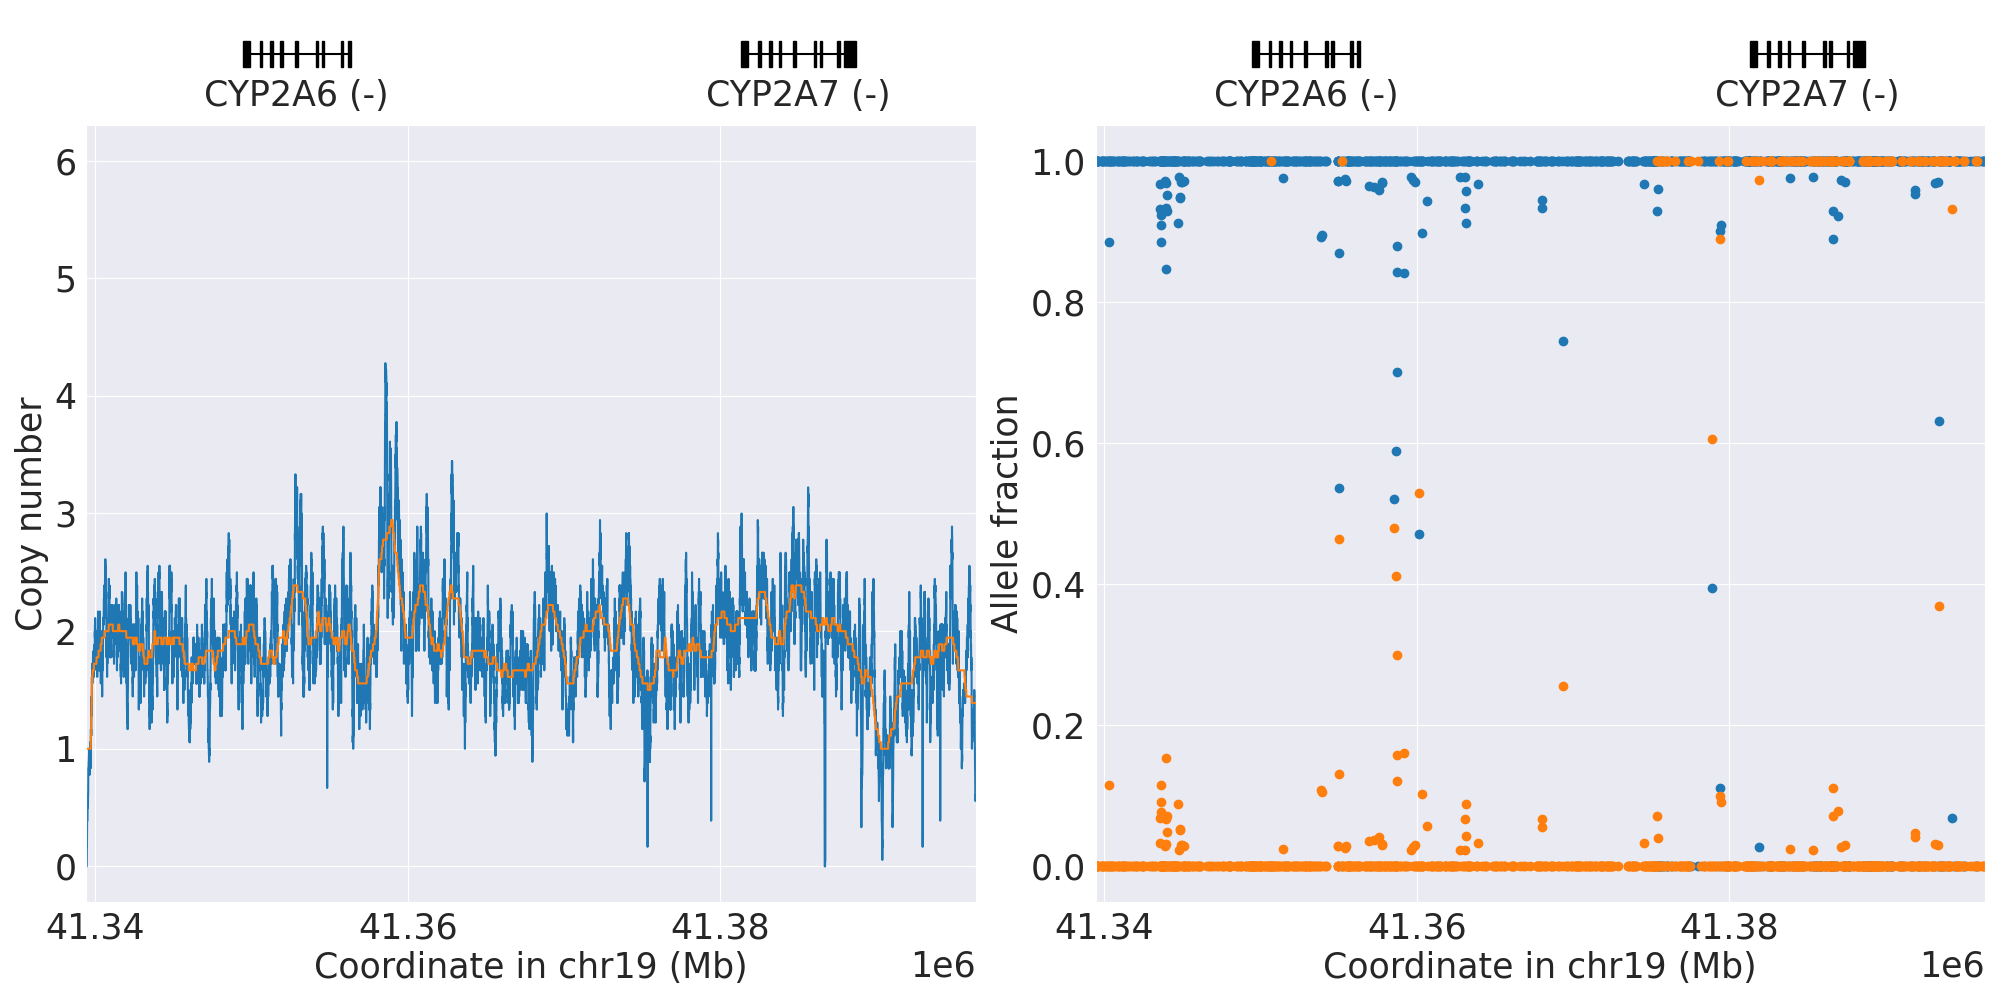 CYP2A6 (-) CYP2A7 (-)
CYP2A6 (-) CYP2A7 (-)
6
5
4
3
2
1
0
Copy number
41.34 41.36 41.38
Coordinate in chr19 (Mb) 1e6
1.0
0.8
0.6
0.4
0.2
0.0
Allele fraction
41.34 41.36 41.38
Coordinate in chr19 (Mb) 1e6